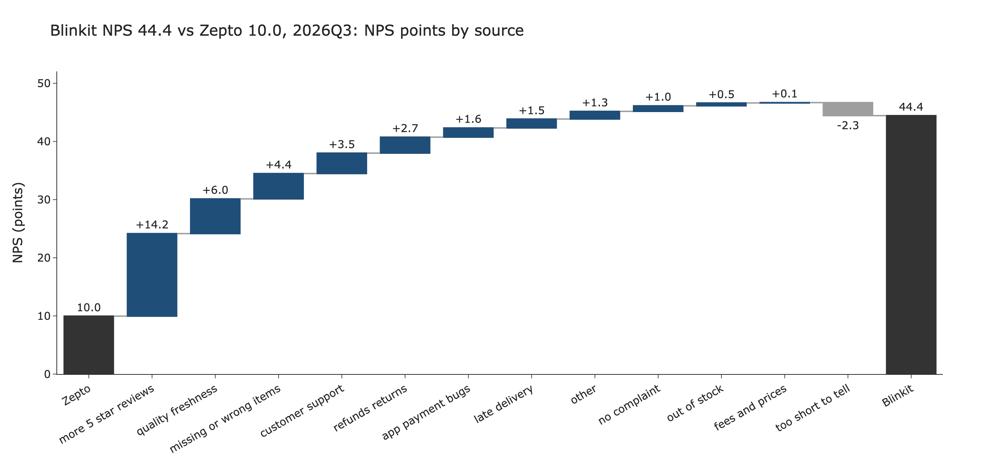 Blinkit NPS 44.4 vs Zepto 10.0, 2026Q3: NPS points by source
NPS (points)
50
40
30
20
10
0
10.0
+14.2
+6.0
+4.4
+3.5
+2.7
+1.6
+1.5
+1.3
+1.0
+0.5
+0.1
-2.3
44.4
Zepto
more 5 star reviews
quality freshness
missing or wrong items
customer support
refunds returns
app payment bugs
late delivery
other
no complaint
out of stock
fees and prices
too short to tell
Blinkit